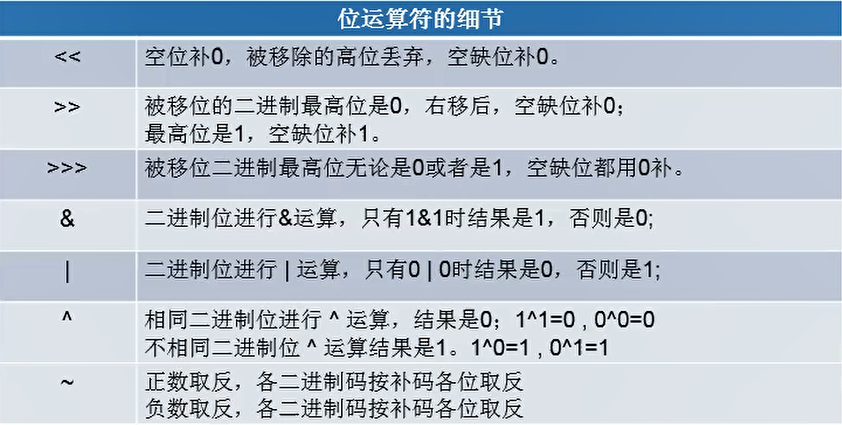 位运算符的细节
<< 空位补0，被移除的高位丢弃，空缺位补0。
>> 被移位的二进制最高位是0，右移后，空缺位补0；
最高位是1，空缺位补1。
>>> 被移位二进制最高位无论是0或者是1，空缺位都用0补。
& 二进制位进行&运算，只有1&1时结果是1，否则是0;
| 二进制位进行 | 运算，只有0 | 0时结果是0，否则是1;
^ 相同二进制位进行 ^ 运算，结果是0；1^1=0 , 0^0=0
不相同二进制位 ^ 运算结果是1。1^0=1 , 0^1=1
~ 正数取反，各二进制码按补码各位取反
负数取反，各二进制码按补码各位取反